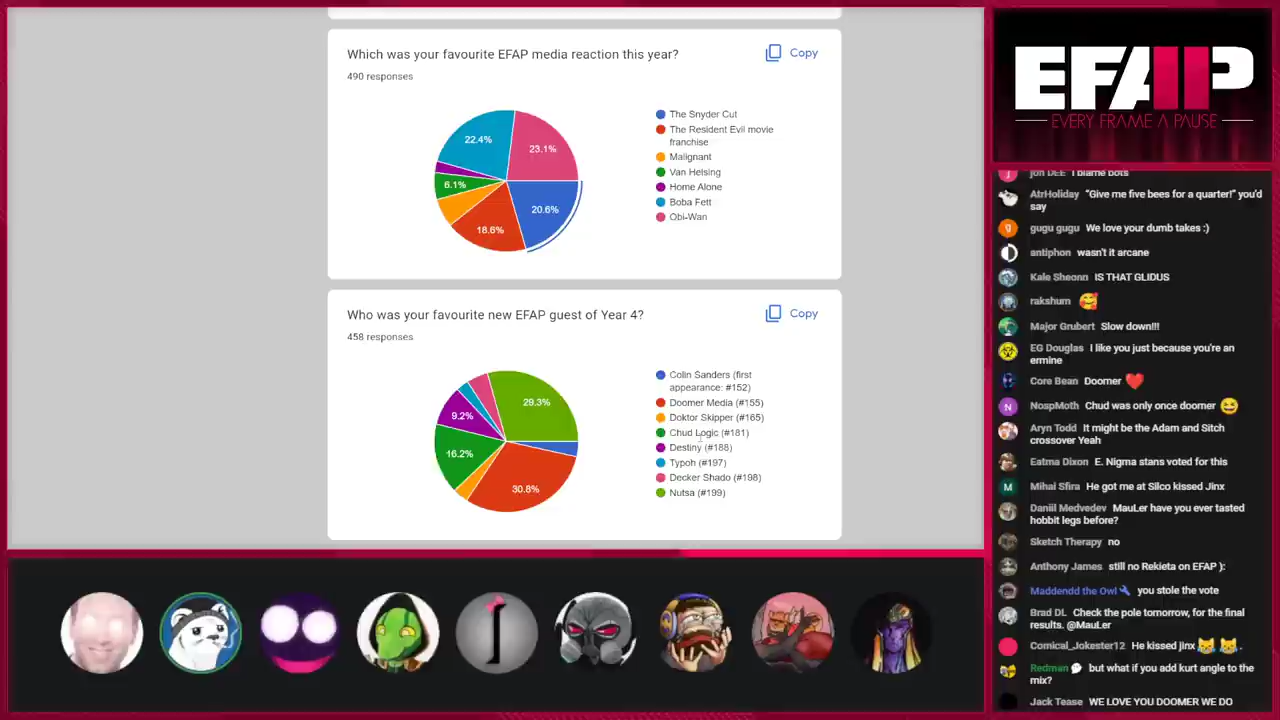 Which was your favourite EFAP media reaction this year?
Copy
490 responses
22.4%
23.1%
6.1%
20.6%
18.6%
The Snyder Cut
The Resident Evil movie
franchise
Malignant
Van Helsing
Home Alone
Boba Fett
Obi-Wan
Who was your favourite new EFAP guest of Year 4?
Copy
458 responses
29.3%
9.2%
16.2%
30.8%
Colin Sanders (first
appearance: #152)
Doomer Media (#155)
Doktor Skipper (#165)
Chud Logic (#181)
Destiny (#188)
Typoh (#197)
Decker Shado (#198)
Nutsa (#199)
EFAP
EVERY FRAME A PAUSE
jon DEE I blame bots
AtrHoliday "Give me five bees for a quarter!" you'd
say
gugu gugu We love your dumb takes :)
antiphon wasn't it arcane
Kale Sheonn IS THAT GLIDUS
rakshum
Major Grubert Slow down!!!
EG Douglas I like you just because you're an
ermine
Core Bean Doomer
NospMoth Chud was only once doomer
Aryn Todd It might be the Adam and Sitch
crossover Yeah
Eatma Dixon E. Nigma stans voted for this
Mihai Sfira He got me at Silco kissed Jinx
Daniil Medvedev MauLer have you ever tasted
hobbit legs before?
Sketch Therapy no
Anthony James still no Rekieta on EFAP ):
Maddendd the Owl you stole the vote
Brad DL Check the pole tomorrow, for the final
results. @MauLer
Comical_Jokester12 He kissed jinx .
Redman but what if you add kurt angle to the
mix?
Jack Tease WE LOVE YOU DOOMER WE DO